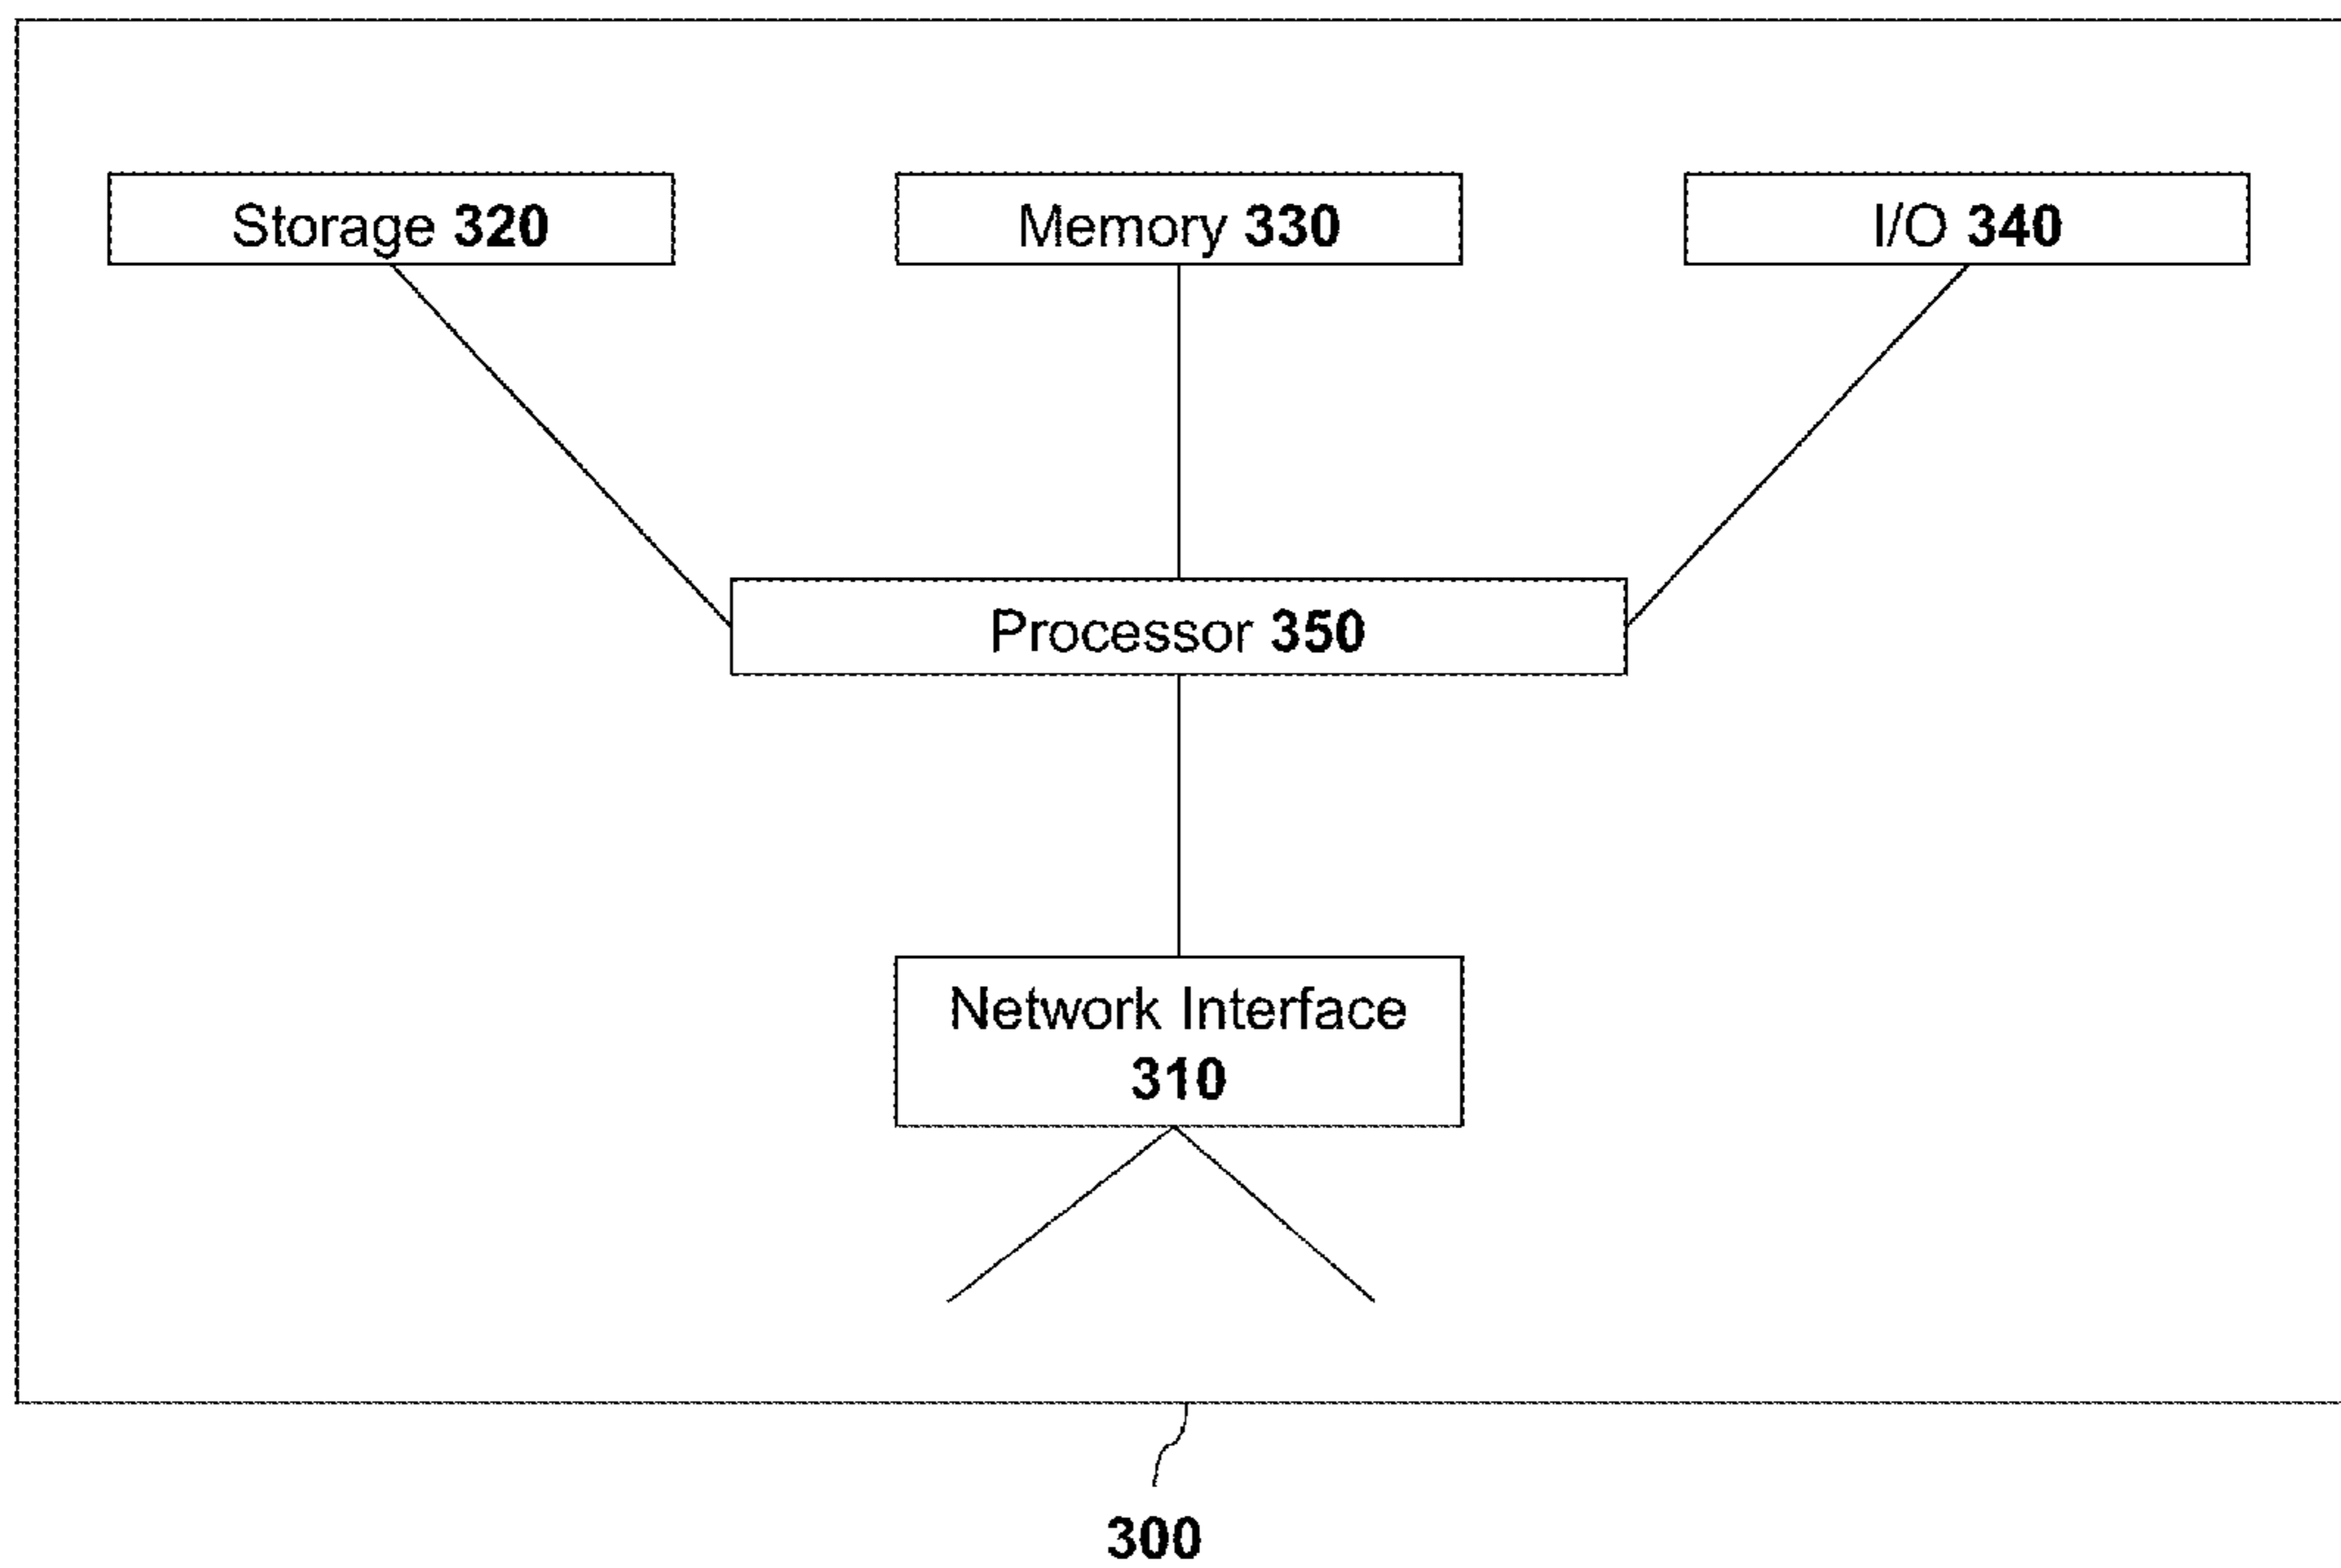 Storage 320
Memory 330
I/O 340
Processor 350
Network Interface
310
300